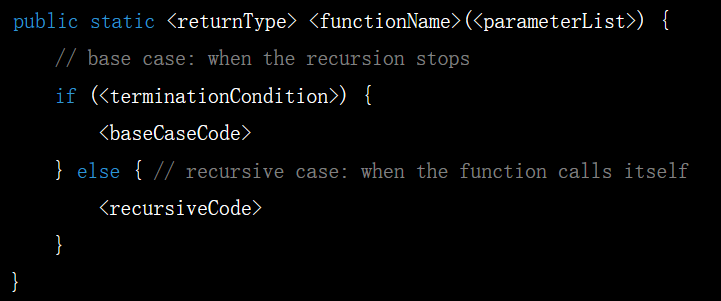 public static <returnType> <functionName>(<parameterList>) {
    // base case: when the recursion stops
    if (<terminationCondition>) {
        <baseCaseCode>
    } else { // recursive case: when the function calls itself
        <recursiveCode>
    }
}